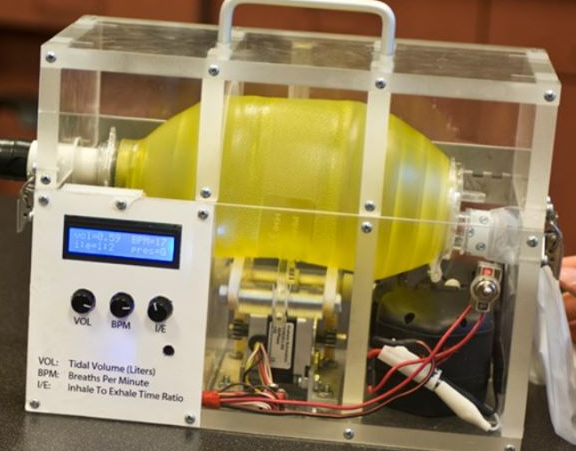 vol=0.59 BPM=17
i:e=1:2 pres=0
VOL BPM I/E
VOL: Tidal Volume (Liters)
BPM: Breaths Per Minute
I/E: Inhale To Exhale Time Ratio